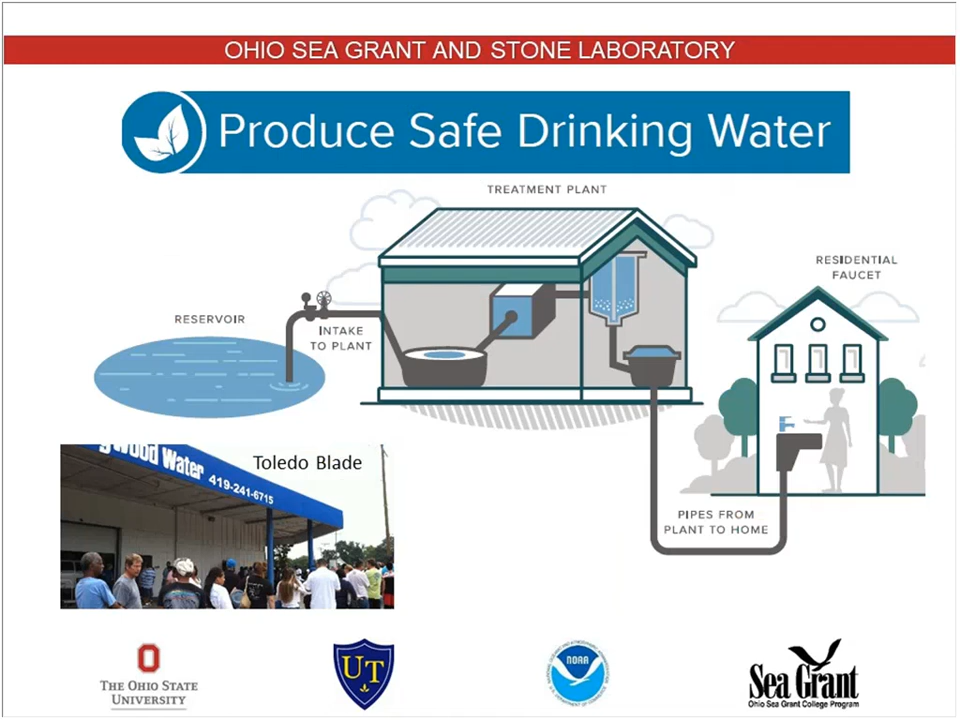 OHIO SEA GRANT AND STONE LABORATORY
Produce Safe Drinking Water
TREATMENT PLANT
RESIDENTIAL
FAUCET
RESERVOIR
INTAKE
TO PLANT
gwood Water
419-241-6715
Toledo Blade
PIPES FROM
PLANT TO HOME
THE OHIO STATE
UNIVERSITY
UT
NOAA
Sea Grant
Ohio Sea Grant College Program